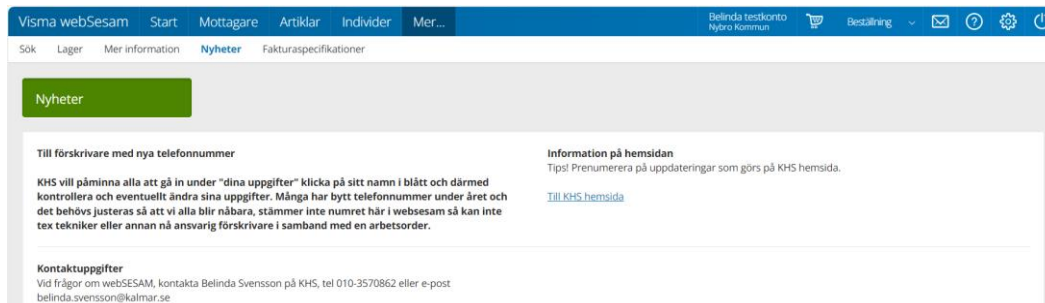 Visma webSesam Start Mottagare Artiklar Individer Mer... Belinda testkonto Beställning
Nybro Kommun
Sök Lager Mer information Nyheter Fakturaspecifikationer
Nyheter
Till förskrivare med nya telefonnummer
KHS vill påminna alla att gå in under "dina uppgifter" klicka på sitt namn i blått och därmed
kontrollera och eventuellt ändra sina uppgifter. Många har bytt telefonnummer under året och
det behövs justeras så att vi alla blir nåbara, stämmer inte numret här i websesam så kan inte
tex tekniker eller annan nå ansvarig förskrivare i samband med en arbetsorder.
Information på hemsidan
Tips! Prenumerera på uppdateringar som görs på KHS hemsida.
Till KHS hemsida
Kontaktuppgifter
Vid frågor om webSESAM, kontakta Belinda Svensson på KHS, tel 010-3570862 eller e-post
belinda.svensson@kalmar.se